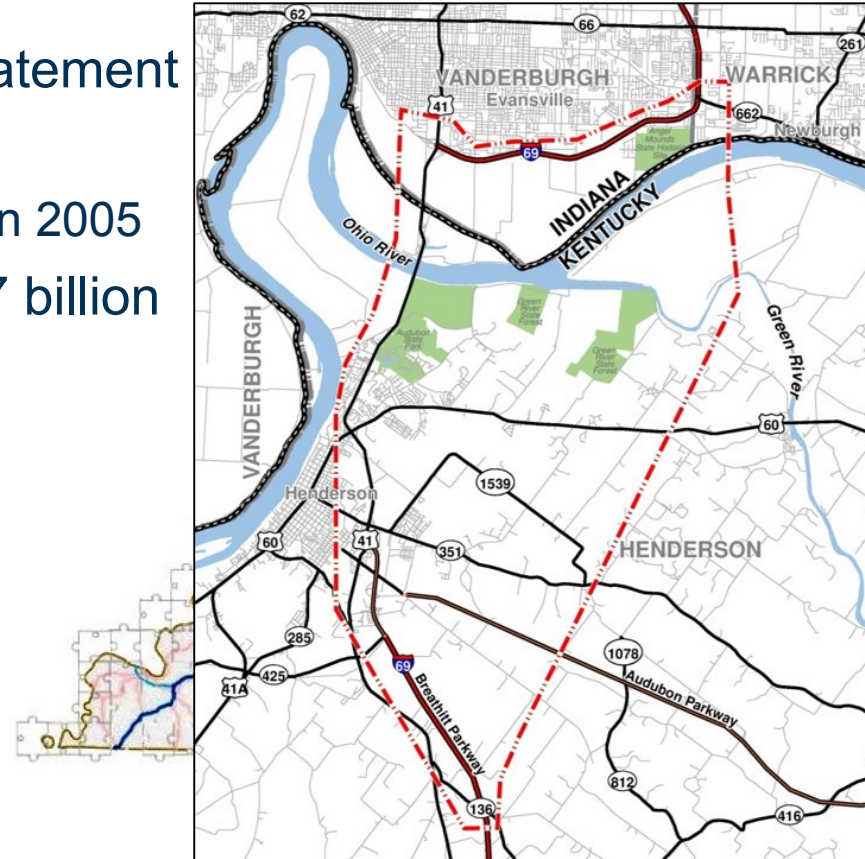 atement
n 2005
7 billion
62
66
261
VANDERBURGH
Evansville
WARRICK
41
662
Newburgh
Angel
Mounds
State Historic
Site
69
INDIANA
KENTUCKY
Ohio River
Green River
VANDERBURGH
Audubon
State
Park
Green
River
State
Forest
Green
River
State
Forest
60
Henderson
1539
60
41
351
HENDERSON
285
1078
425
41A
69
Breathitt Parkway
Audubon Parkway
812
136
416